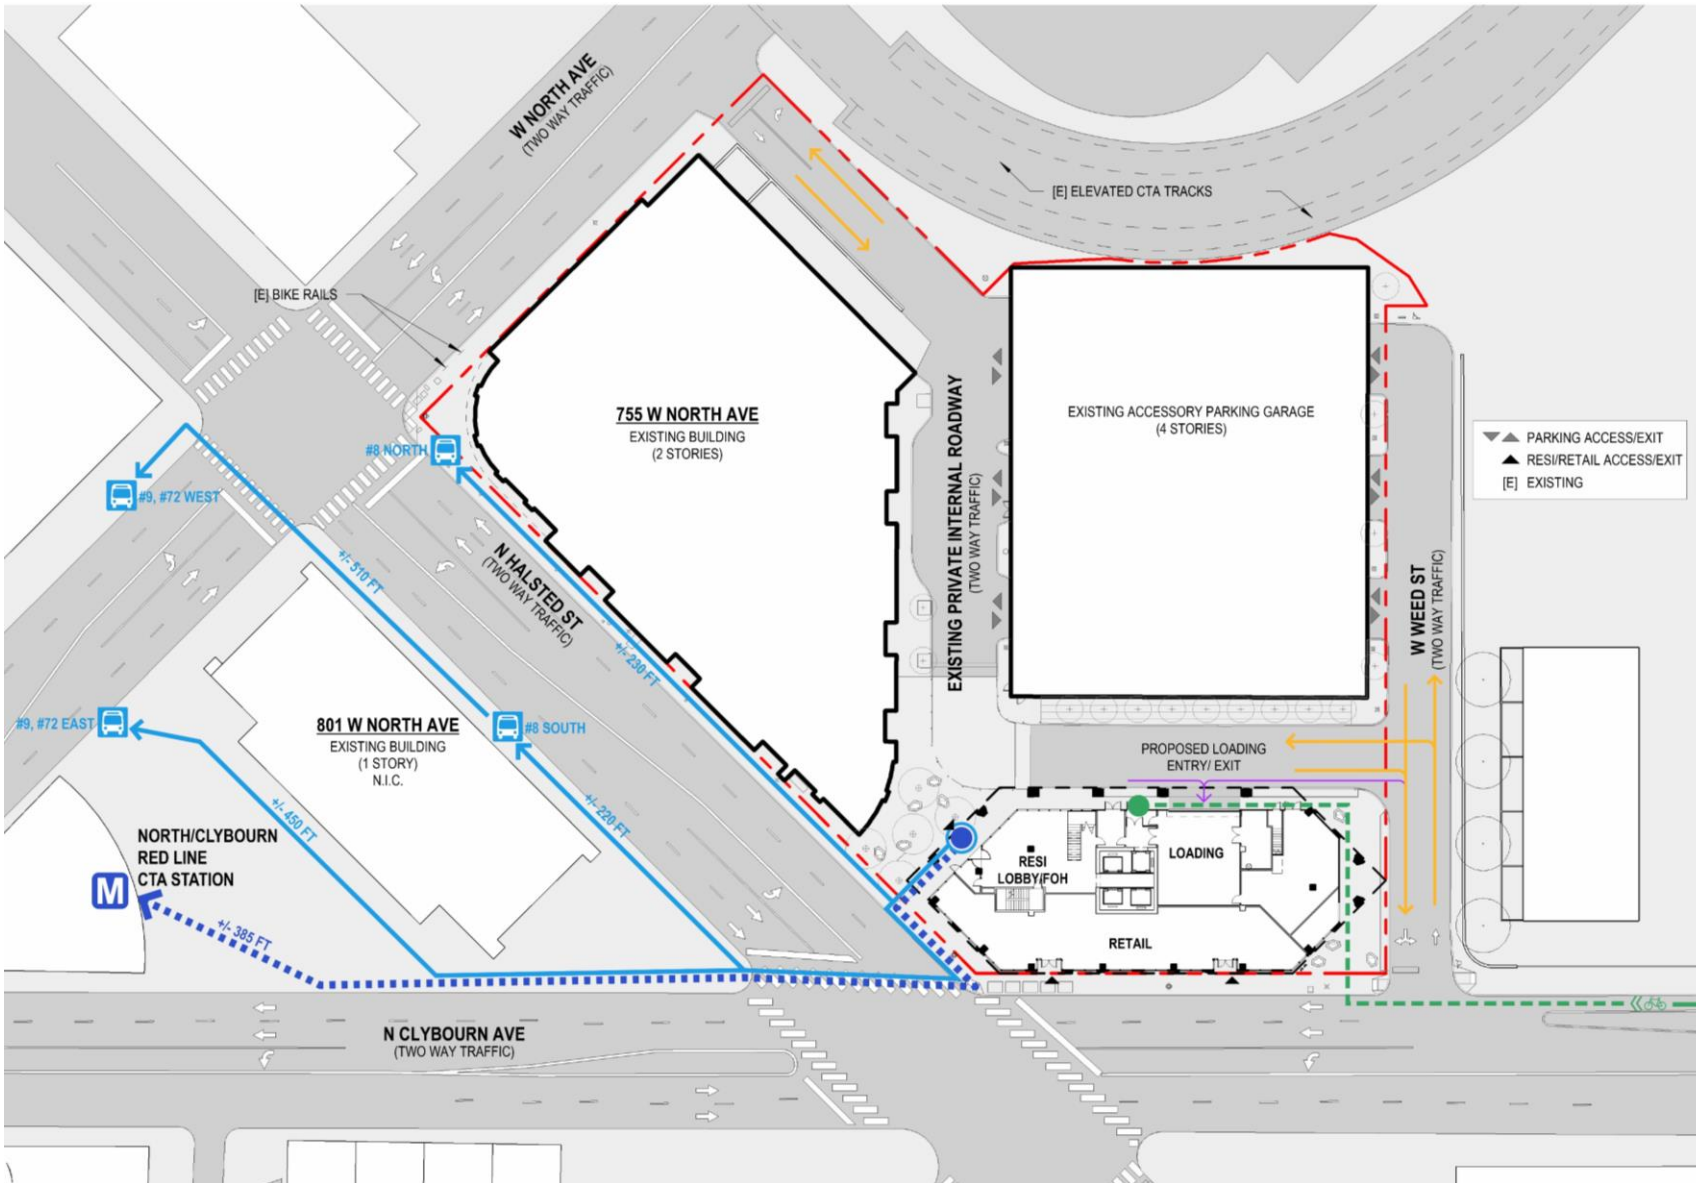 W NORTH AVE
(TWO WAY TRAFFIC)
[E] ELEVATED CTA TRACKS
[E] BIKE RAILS
755 W NORTH AVE
EXISTING BUILDING
(2 STORIES)
EXISTING ACCESSORY PARKING GARAGE
(4 STORIES)
PARKING ACCESS/EXIT
RESI/RETAIL ACCESS/EXIT
[E] EXISTING
#8 NORTH
#9, #72 WEST
EXISTING PRIVATE INTERNAL ROADWAY
(TWO WAY TRAFFIC)
N HALSTED ST
(TWO WAY TRAFFIC)
+/- 510 FT
+/- 230 FT
W WEED ST
(TWO WAY TRAFFIC)
#9, #72 EAST
801 W NORTH AVE
EXISTING BUILDING
(1 STORY)
N.I.C.
#8 SOUTH
PROPOSED LOADING
ENTRY/ EXIT
+/- 450 FT
+/- 220 FT
NORTH/CLYBOURN
RED LINE
CTA STATION
M
+/- 385 FT
RESI
LOBBY/FOH
LOADING
RETAIL
N CLYBOURN AVE
(TWO WAY TRAFFIC)